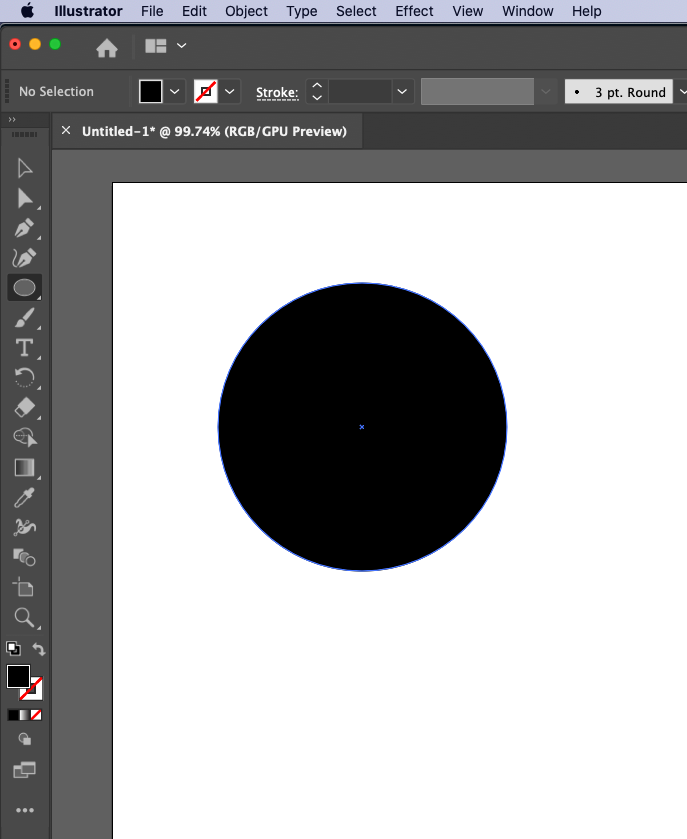 Illustrator File Edit Object Type Select Effect View Window Help
No Selection Stroke: 3 pt. Round
Untitled-1* @ 99.74% (RGB/GPU Preview)